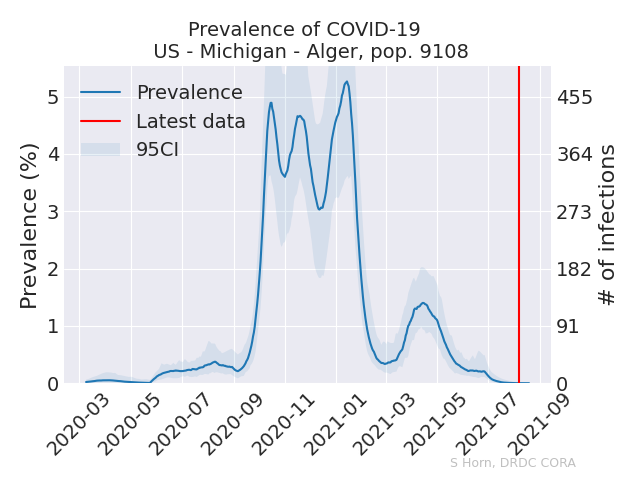 Prevalence of COVID-19
US - Michigan - Alger, pop. 9108
Prevalence
Latest data
95CI
Prevalence (%)
5
4
3
2
1
0
455
364
273
182
91
0
# of infections
2020-03
2020-05
2020-07
2020-09
2020-11
2021-01
2021-03
2021-05
2021-07
2021-09
S Horn, DRDC CORA